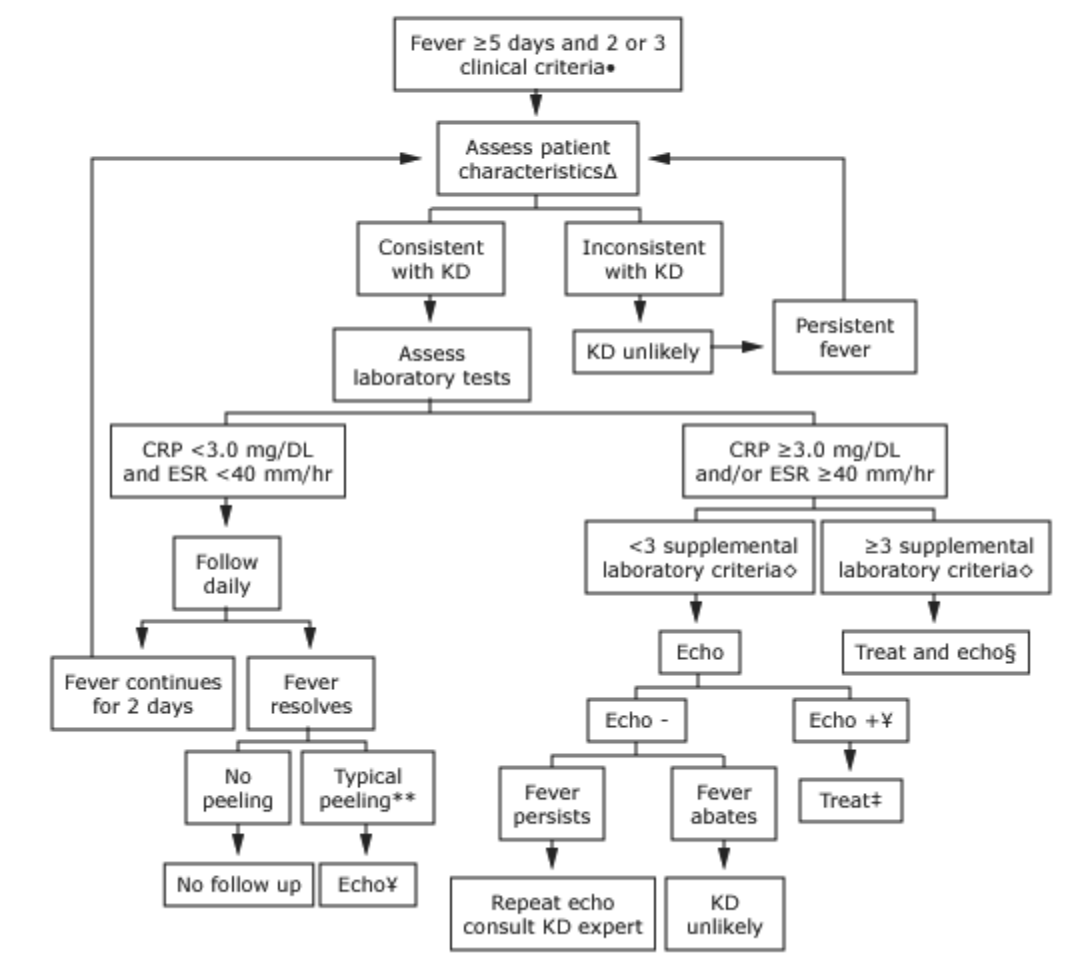 Fever ≥5 days and 2 or 3
clinical criteria•
Assess patient
characteristicsΔ
Consistent
with KD
Inconsistent
with KD
Assess
laboratory tests
KD unlikely
Persistent
fever
CRP <3.0 mg/DL
and ESR <40 mm/hr
CRP ≥3.0 mg/DL
and/or ESR ≥40 mm/hr
Follow
daily
<3 supplemental
laboratory criteria◇
≥3 supplemental
laboratory criteria◇
Fever continues
for 2 days
Fever
resolves
Echo
Treat and echo§
No
peeling
Typical
peeling**
Echo -
Echo +¥
No follow up
Echo¥
Fever
persists
Fever
abates
Treat‡
Repeat echo
consult KD expert
KD
unlikely